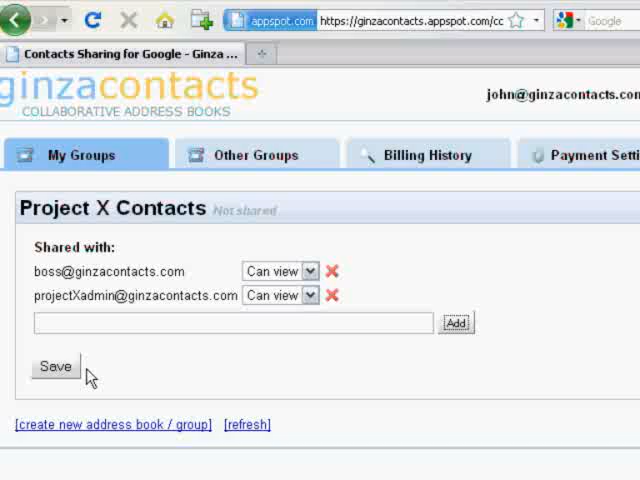 appspot.com https://ginzacontacts.appspot.com/cc Google
Contacts Sharing for Google - Ginza ...
ginzacontacts
COLLABORATIVE ADDRESS BOOKS
john@ginzacontacts.com
My Groups Other Groups Billing History Payment Setti
Project X Contacts Not shared
Shared with:
boss@ginzacontacts.com Can view
projectXadmin@ginzacontacts.com Can view
Add
Save
[create new address book / group] [refresh]